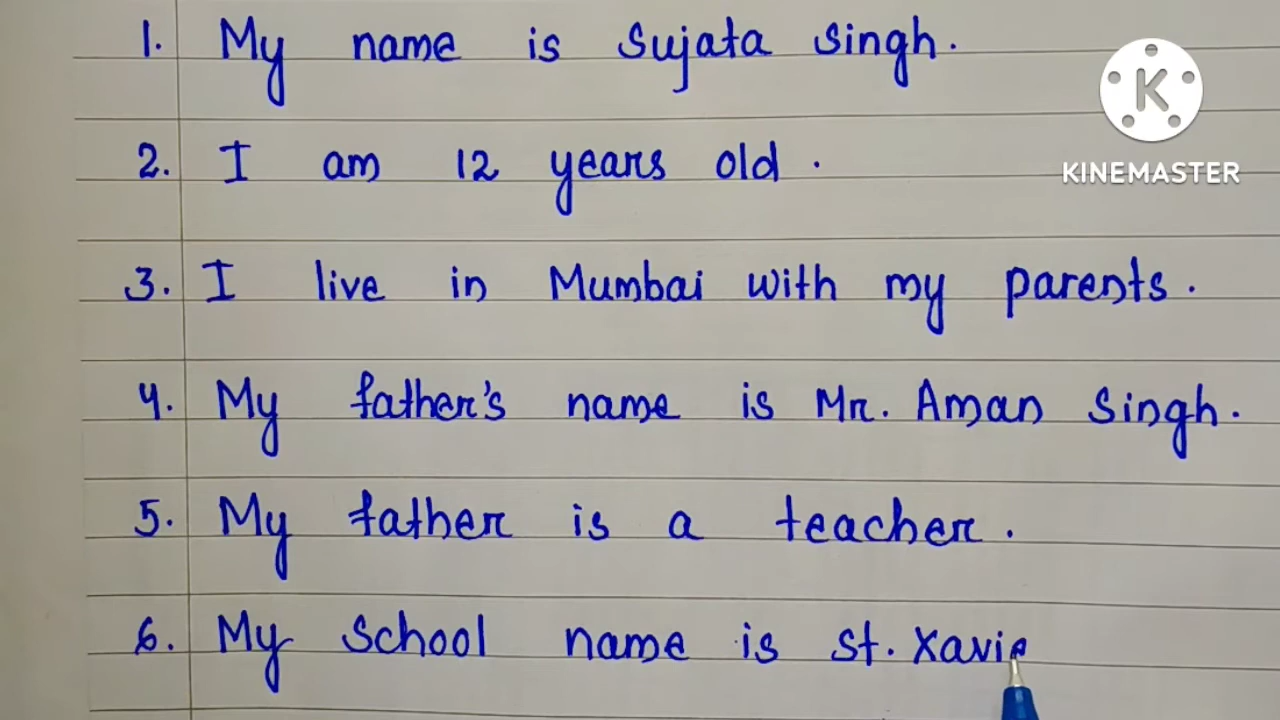 1. My name is Sujata Singh.
2. I am 12 years old.
3. I live in Mumbai with my parents.
4. My father's name is Mr. Aman Singh.
5. My father is a teacher.
6. My School name is St. Xavie
K
KINEMASTER